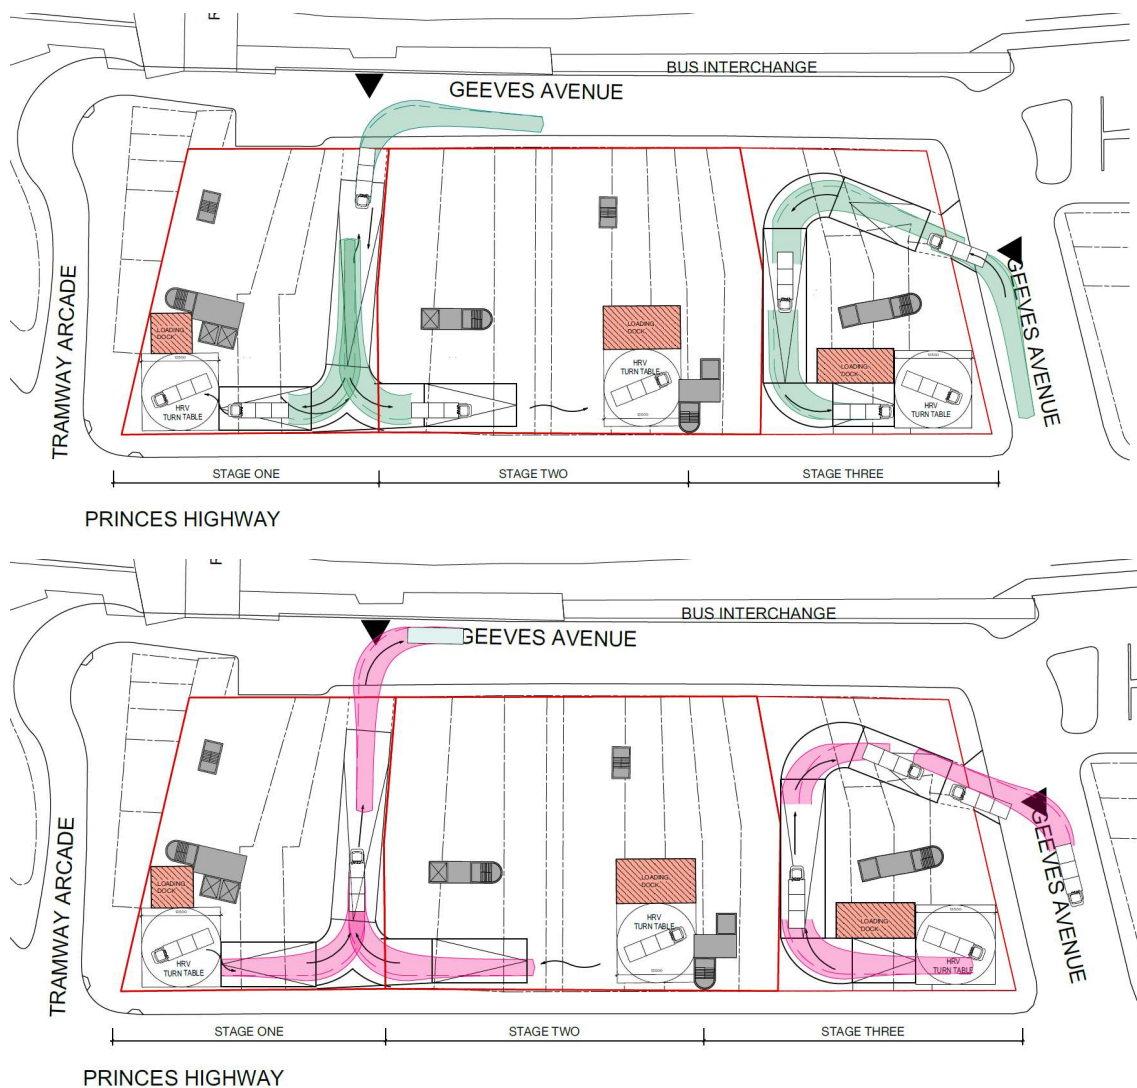 BUS INTERCHANGE
GEEVES AVENUE
TRAMWAY ARCADE
GEEVES AVENUE
LOADING
DOCK
LOADING
DOCK
LOADING
DOCK
HRV
TURN TABLE
HRV
TURN TABLE
HRV
TURN TABLE
STAGE ONE
STAGE TWO
STAGE THREE
PRINCES HIGHWAY
BUS INTERCHANGE
GEEVES AVENUE
TRAMWAY ARCADE
GEEVES AVENUE
LOADING
DOCK
LOADING
DOCK
LOADING
DOCK
HRV
TURN TABLE
HRV
TURN TABLE
HRV
TURN TABLE
STAGE ONE
STAGE TWO
STAGE THREE
PRINCES HIGHWAY